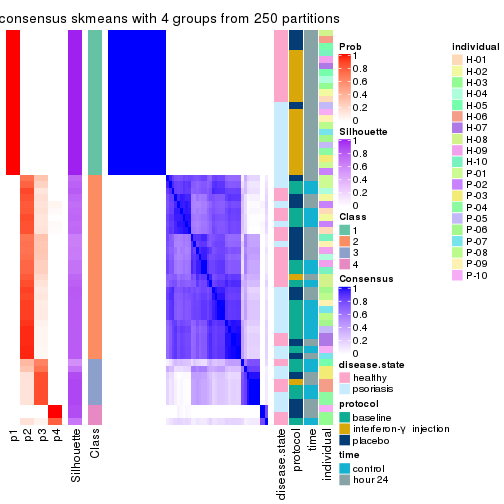 consensus skmeans with 4 groups from 250 partitions
Prob
1
0.8
0.6
0.4
0.2
0
Silhouette
1
0.8
0.6
0.4
0.2
0
Class
1
2
3
4
Consensus
1
0.8
0.6
0.4
0.2
0
disease.state
healthy
psoriasis
protocol
baseline
interferon-γ injection
placebo
time
control
hour 24
individual
H-01
H-02
H-03
H-04
H-05
H-06
H-07
H-08
H-09
H-10
P-01
P-02
P-03
P-04
P-05
P-06
P-07
P-08
P-09
P-10
p1
p2
p3
p4
Silhouette
Class
disease.state
protocol
time
individual